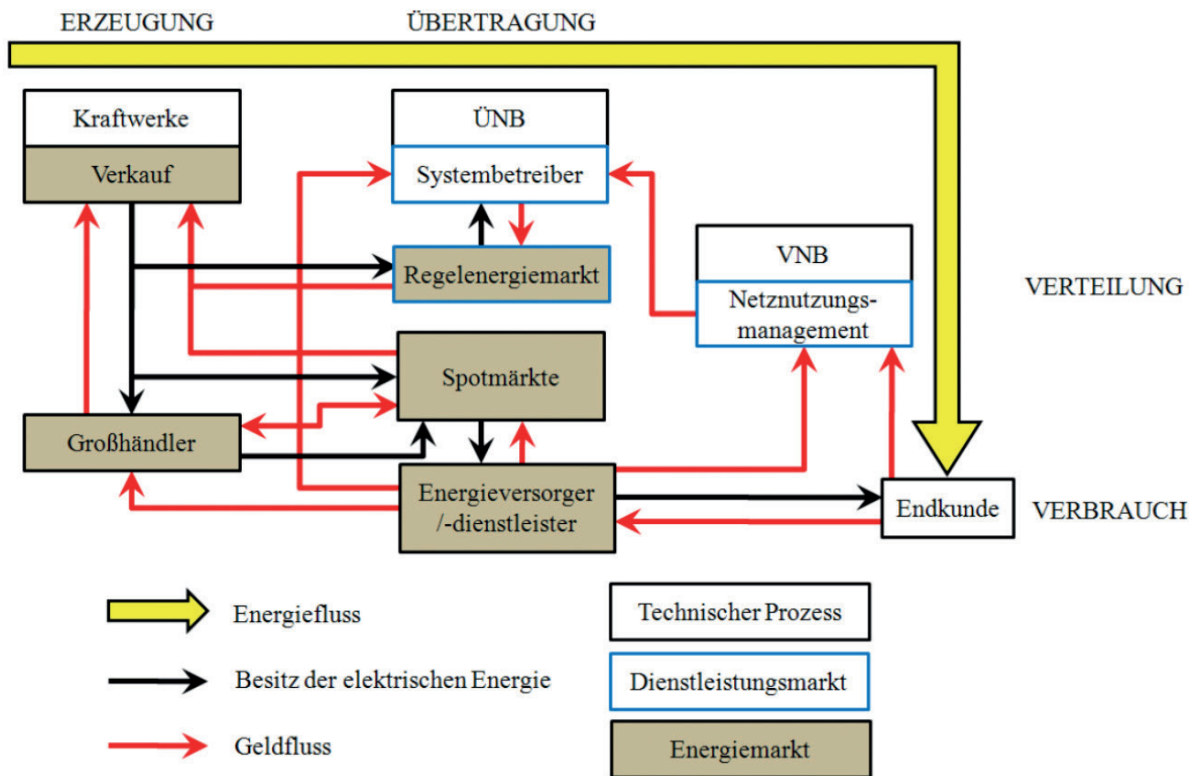 ERZEUGUNG
ÜBERTRAGUNG
Kraftwerke
Verkauf
ÜNB
Systembetreiber
Regelenergiemarkt
VNB
Netznutzungs-
management
VERTEILUNG
Spotmärkte
Großhändler
Energieversorger
/-dienstleister
Endkunde
VERBRAUCH
Energiefluss
Besitz der elektrischen Energie
Geldfluss
Technischer Prozess
Dienstleistungsmarkt
Energiemarkt